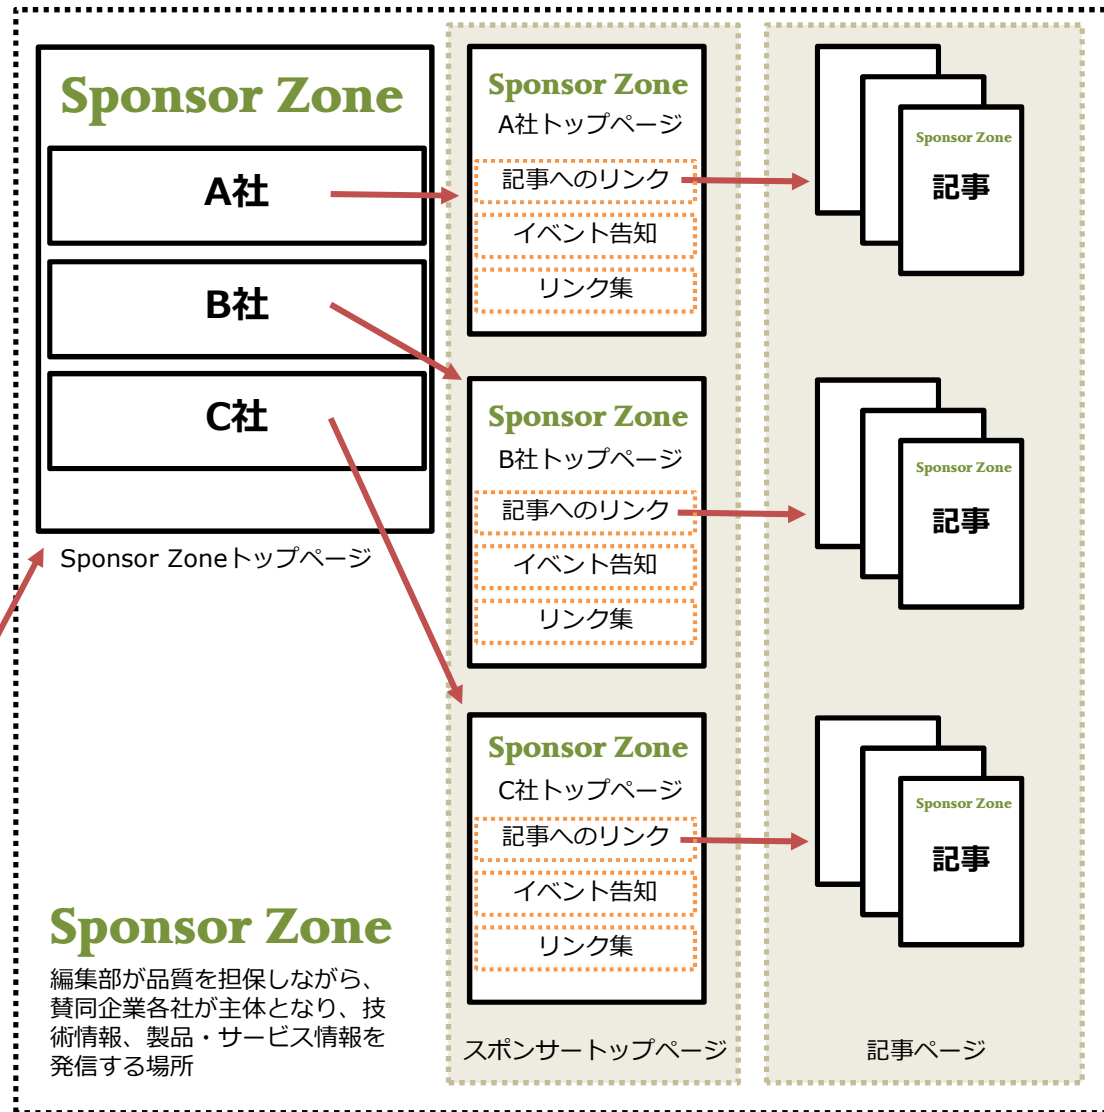 Sponsor Zone
A社
B社
C社
Sponsor Zoneトップページ
Sponsor Zone
編集部が品質を担保しながら、
賛同企業各社が主体となり、技
術情報、製品・サービス情報を
発信する場所
Sponsor Zone
A社トップページ
記事へのリンク
イベント告知
リンク集
Sponsor Zone
B社トップページ
記事へのリンク
イベント告知
リンク集
Sponsor Zone
C社トップページ
記事へのリンク
イベント告知
リンク集
スポンサートップページ
Sponsor Zone
記事
Sponsor Zone
記事
Sponsor Zone
記事
記事ページ